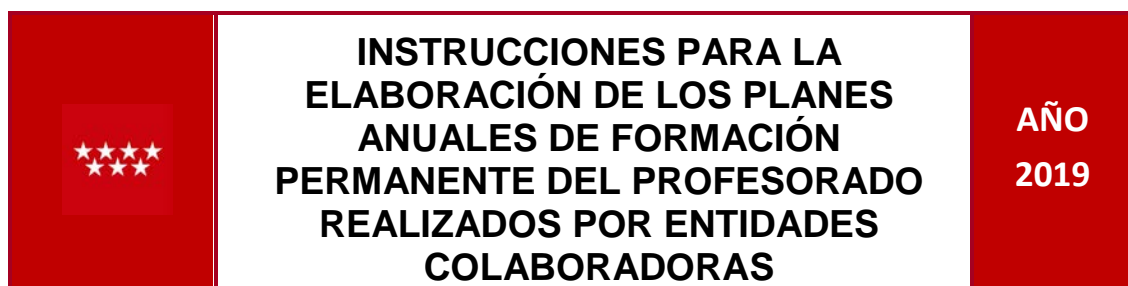 INSTRUCCIONES PARA LA
ELABORACIÓN DE LOS PLANES
ANUALES DE FORMACIÓN
PERMANENTE DEL PROFESORADO
REALIZADOS POR ENTIDADES
COLABORADORAS
AÑO
2019